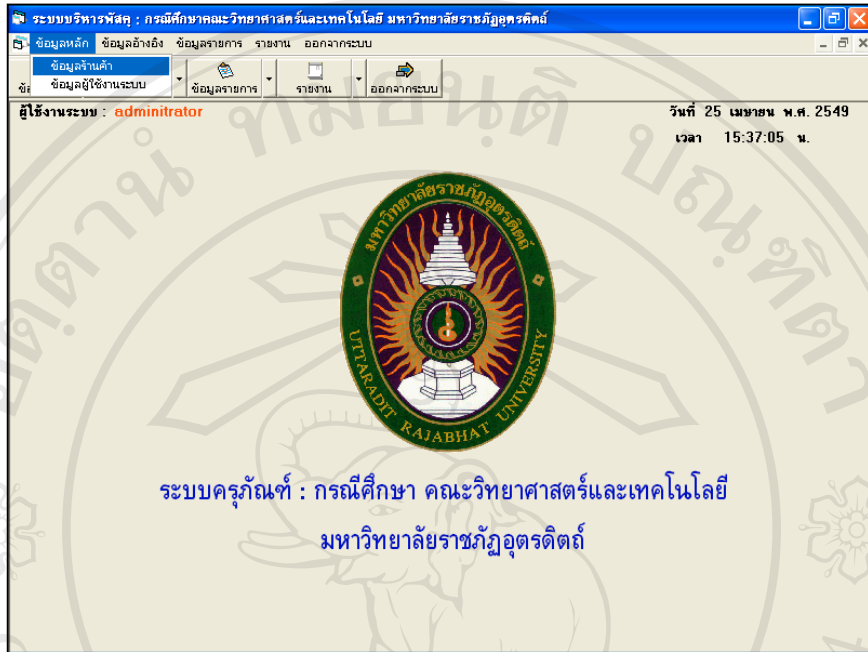 ระบบบริหารพัสดุ : กรณีศึกษาคณะวิทยาศาสตร์และเทคโนโลยี มหาวิทยาลัยราชภัฏอุตรดิตถ์
ข้อมูลหลัก ข้อมูลอ้างอิง ข้อมูลรายการ รายงาน ออกจากระบบ
ข้อมูลร้านค้า
ข้อมูลผู้ใช้งานระบบ
ข้อมูลรายการ รายงาน ออกจากระบบ
ผู้ใช้งานระบบ : adminitrator
วันที่ 25 เมษายน พ.ศ. 2549
เวลา 15:37:05 น.
มหาวิทยาลัยราชภัฏอุตรดิตถ์
UTTARADIT RAJABHAT UNIVERSITY
ระบบครุภัณฑ์ : กรณีศึกษา คณะวิทยาศาสตร์และเทคโนโลยี
มหาวิทยาลัยราชภัฏอุตรดิตถ์